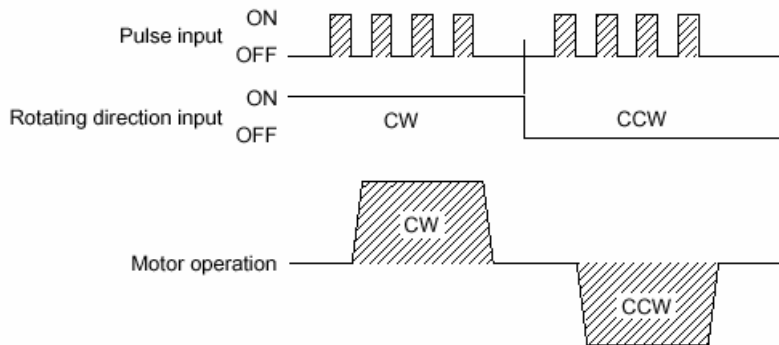 ON
Pulse input
OFF
ON
Rotating direction input
CW
CCW
OFF
CW
Motor operation
CCW